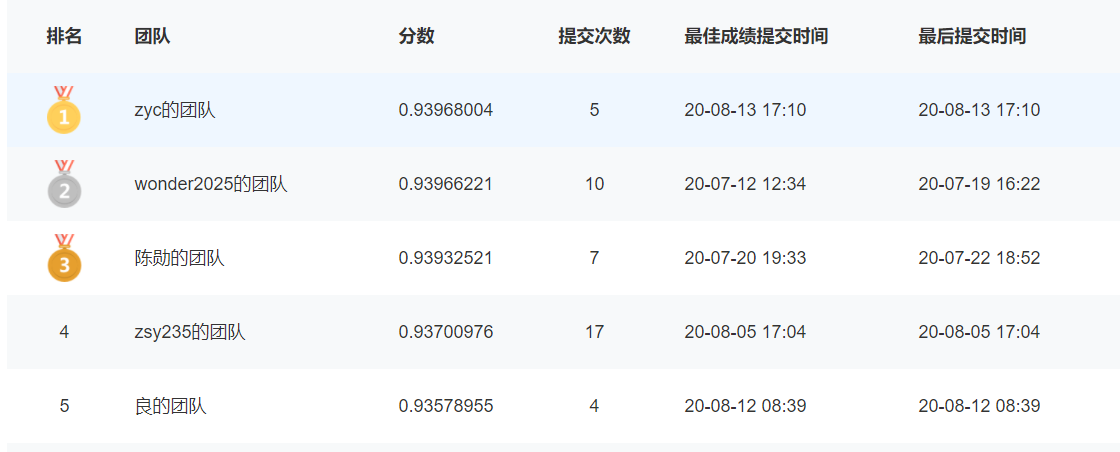 排名 团队 分数 提交次数 最佳成绩提交时间 最后提交时间
1 zyc的团队 0.93968004 5 20-08-13 17:10 20-08-13 17:10
2 wonder2025的团队 0.93966221 10 20-07-12 12:34 20-07-19 16:22
3 陈勋的团队 0.93932521 7 20-07-20 19:33 20-07-22 18:52
4 zsy235的团队 0.93700976 17 20-08-05 17:04 20-08-05 17:04
5 良的团队 0.93578955 4 20-08-12 08:39 20-08-12 08:39